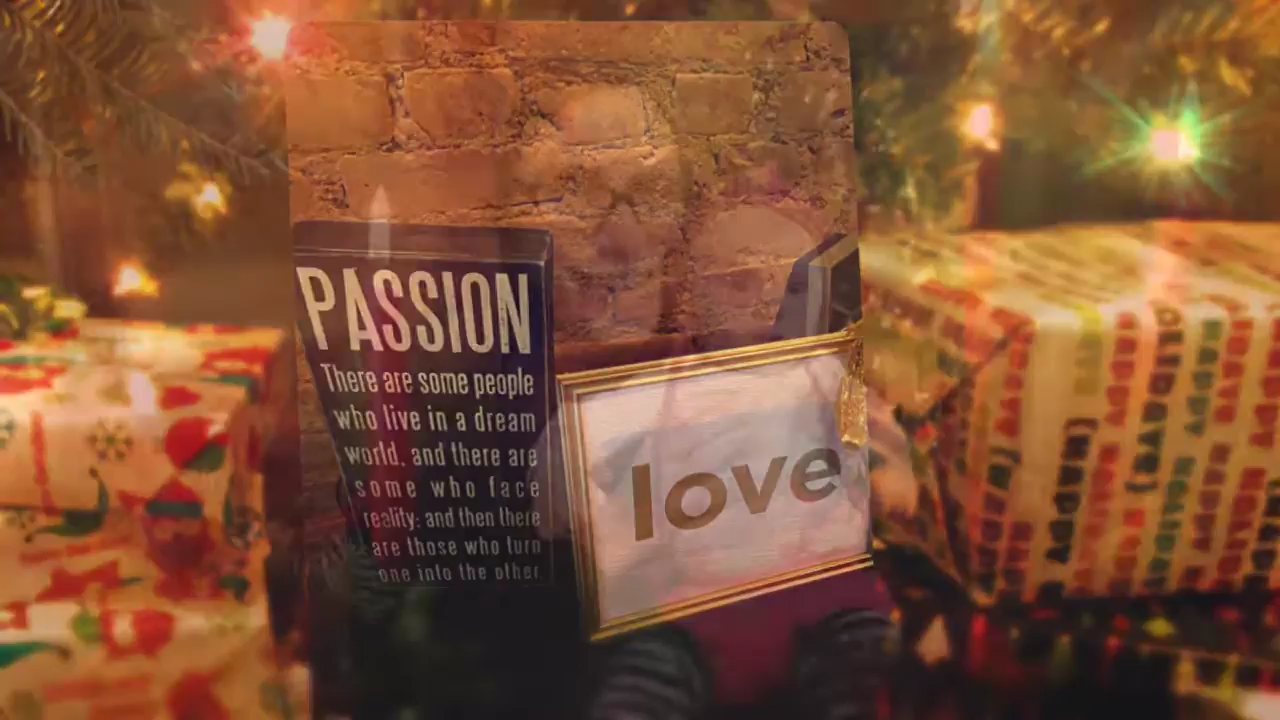 PASSION
There are some people
who live in a dream
world, and there are
some who face
reality; and then there
are those who turn
one into the other.
love